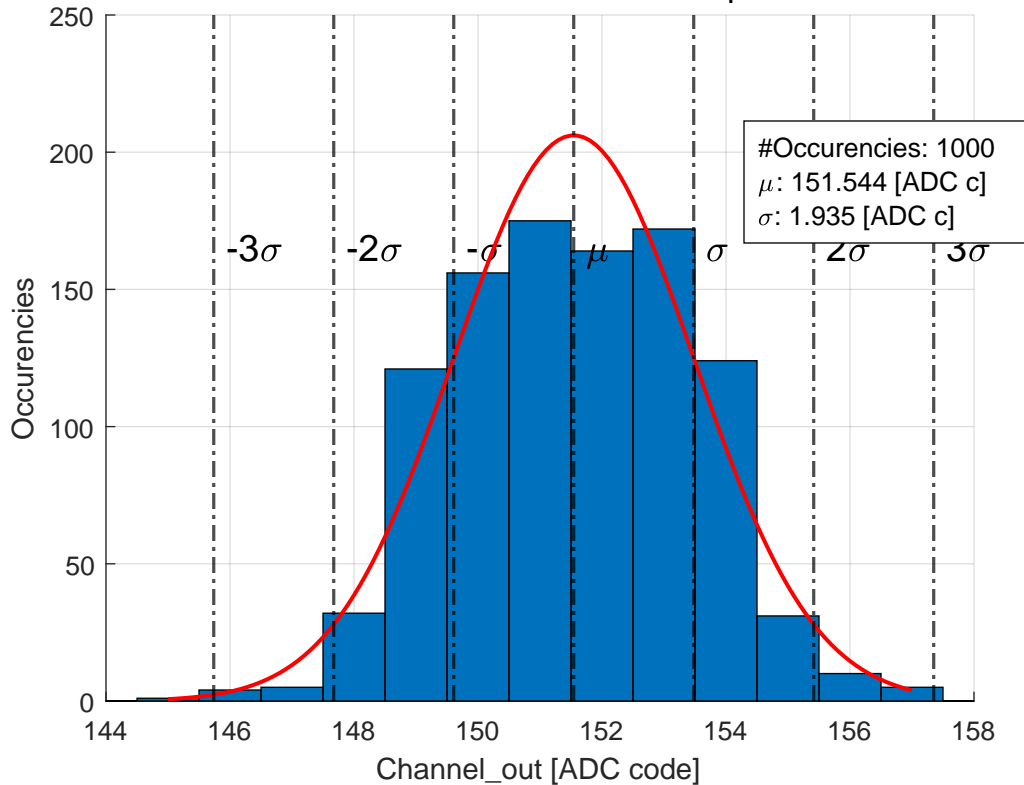 250
200
150
100
50
0
Occurencies
#Occurencies: 1000
μ: 151.544 [ADC c]
σ: 1.935 [ADC c]
-3σ -2σ -σ μ σ 2σ 3σ
144 146 148 150 152 154 156 158
Channel_out [ADC code]